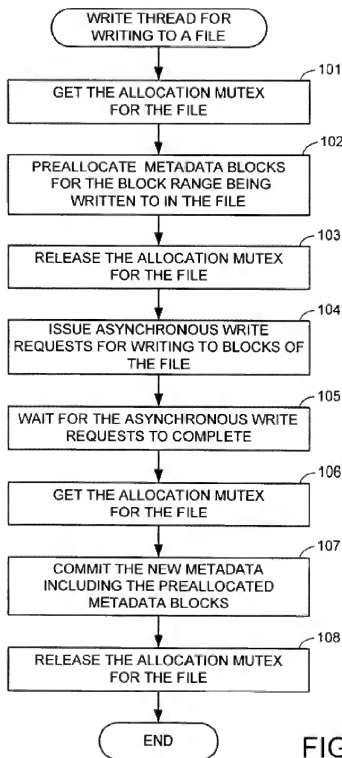 WRITE THREAD FOR
WRITING TO A FILE
101
GET THE ALLOCATION MUTEX
FOR THE FILE
102
PREALLOCATE METADATA BLOCKS
FOR THE BLOCK RANGE BEING
WRITTEN TO IN THE FILE
103
RELEASE THE ALLOCATION MUTEX
FOR THE FILE
104
ISSUE ASYNCHRONOUS WRITE
REQUESTS FOR WRITING TO BLOCKS OF
THE FILE
105
WAIT FOR THE ASYNCHRONOUS WRITE
REQUESTS TO COMPLETE
106
GET THE ALLOCATION MUTEX
FOR THE FILE
107
COMMIT THE NEW METADATA
INCLUDING THE PREALLOCATED
METADATA BLOCKS
108
RELEASE THE ALLOCATION MUTEX
FOR THE FILE
END
FIG